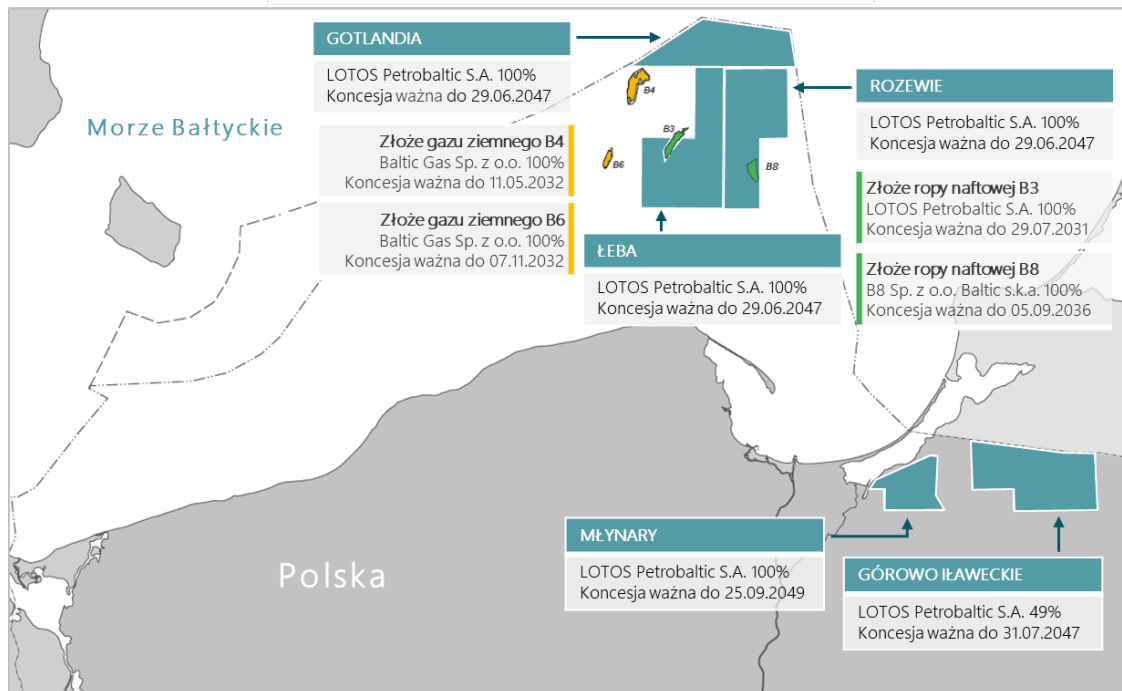 GOTLANDIA
LOTOS Petrobaltic S.A. 100%
Koncesja ważna do 29.06.2047
Morze Bałtyckie
Złoże gazu ziemnego B4
Baltic Gas Sp. z o.o. 100%
Koncesja ważna do 11.05.2032
Złoże gazu ziemnego B6
Baltic Gas Sp. z o.o. 100%
Koncesja ważna do 07.11.2032
B4
B3
B6
B8
ROZEWIE
LOTOS Petrobaltic S.A. 100%
Koncesja ważna do 29.06.2047
Złoże ropy naftowej B3
LOTOS Petrobaltic S.A. 100%
Koncesja ważna do 29.07.2031
Złoże ropy naftowej B8
B8 Sp. z o.o. Baltic s.k.a. 100%
Koncesja ważna do 05.09.2036
ŁEBA
LOTOS Petrobaltic S.A. 100%
Koncesja ważna do 29.06.2047
MŁYNARY
LOTOS Petrobaltic S.A. 100%
Koncesja ważna do 25.09.2049
Polska
GÓROWO IŁAWECKIE
LOTOS Petrobaltic S.A. 49%
Koncesja ważna do 31.07.2047